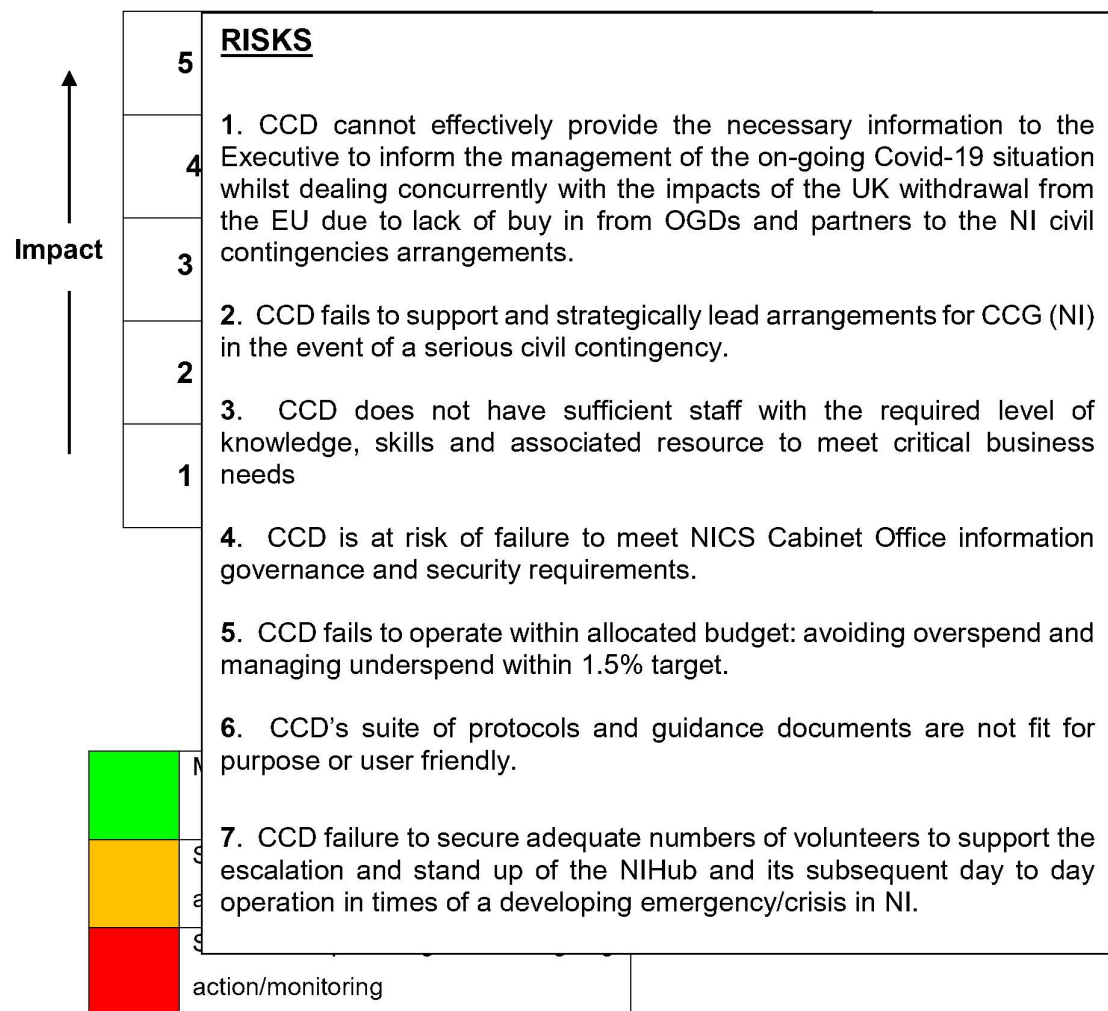 RISKS
1. CCD cannot effectively provide the necessary information to the
Executive to inform the management of the on-going Covid-19 situation
whilst dealing concurrently with the impacts of the UK withdrawal from
the EU due to lack of buy in from OGDs and partners to the NI civil
contingencies arrangements.
2. CCD fails to support and strategically lead arrangements for CCG (NI)
in the event of a serious civil contingency.
3. CCD does not have sufficient staff with the required level of
knowledge, skills and associated resource to meet critical business
needs
4. CCD is at risk of failure to meet NICS Cabinet Office information
governance and security requirements.
5. CCD fails to operate within allocated budget: avoiding overspend and
managing underspend within 1.5% target.
6. CCD's suite of protocols and guidance documents are not fit for
purpose or user friendly.
7. CCD failure to secure adequate numbers of volunteers to support the
escalation and stand up of the NIHub and its subsequent day to day
operation in times of a developing emergency/crisis in NI.
Impact
5
4
3
2
1
action/monitoring